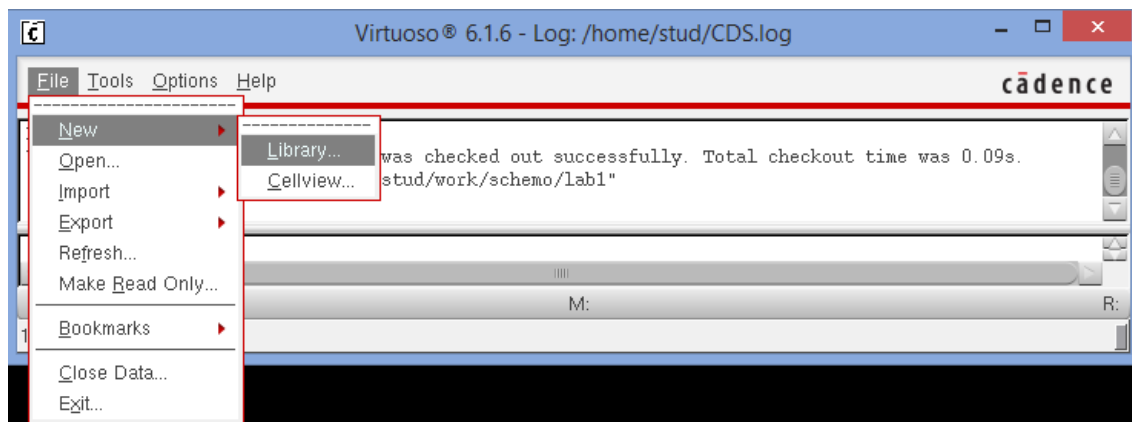 Virtuoso® 6.1.6 - Log: /home/stud/CDS.log
File Tools Options Help
cādence
New
Library...
Cellview...
Open...
Import
Export
Refresh...
Make Read Only...
Bookmarks
Close Data...
Exit...
was checked out successfully. Total checkout time was 0.09s.
stud/work/schemo/lab1"
M:
R:
1